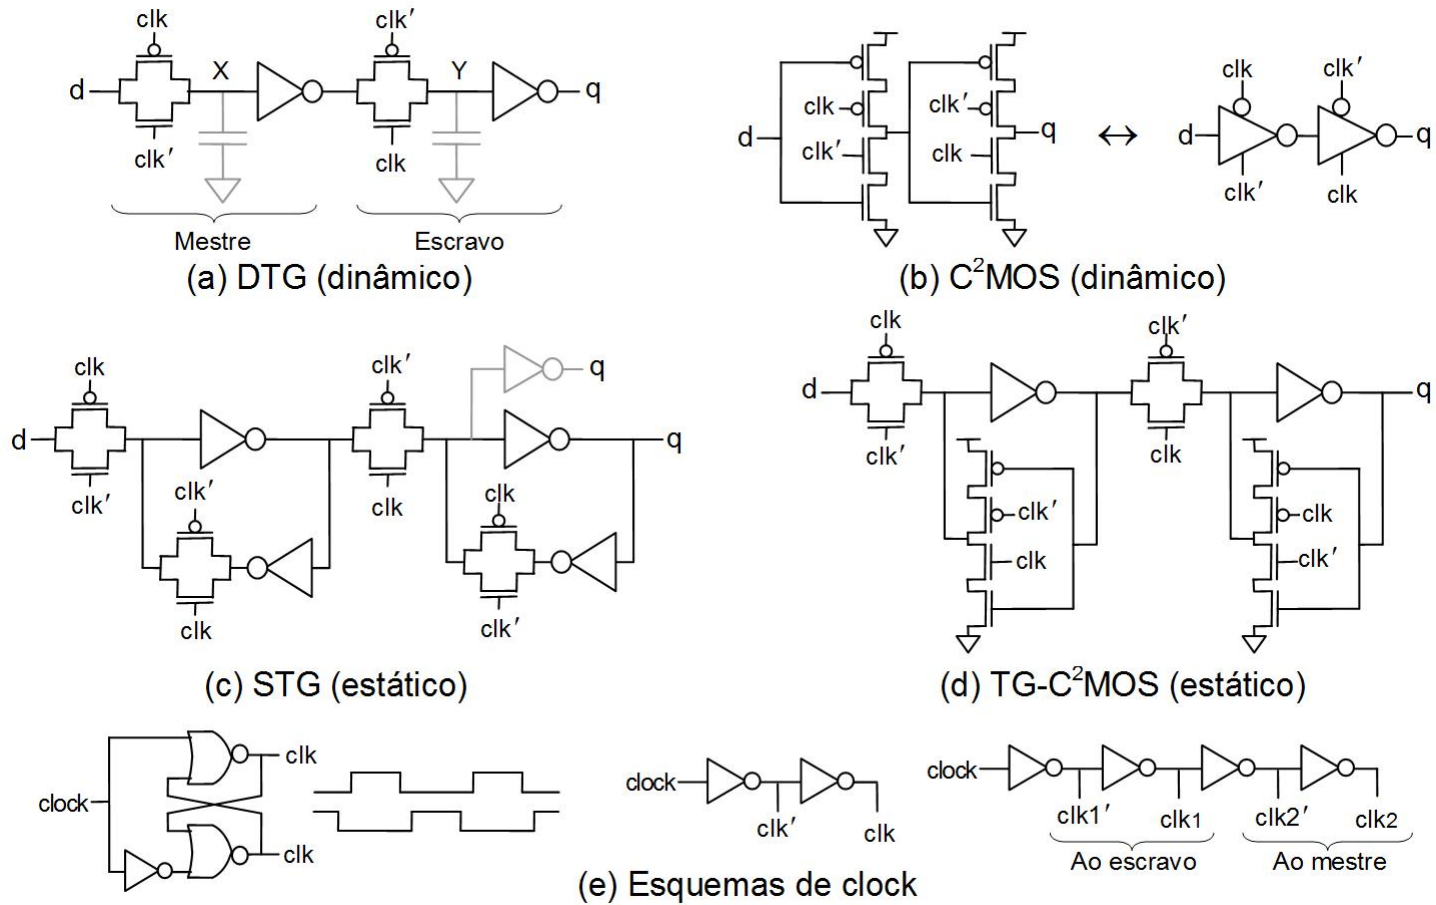 clk
clk'
X
Y
d
q
clk'
clk
Mestre
Escravo
(a) DTG (dinâmico)
clk
clk'
clk'
clk
d
q
↔
clk
clk'
d
q
clk'
clk
(b) C²MOS (dinâmico)
clk
clk'
q
d
q
clk'
clk
clk'
clk
clk
clk'
(c) STG (estático)
clk
clk'
d
q
clk'
clk
clk'
clk
clk
clk'
(d) TG-C²MOS (estático)
clock
clk
clk
clock
clk'
clk
clock
clk1'
clk1
clk2'
clk2
Ao escravo
Ao mestre
(e) Esquemas de clock